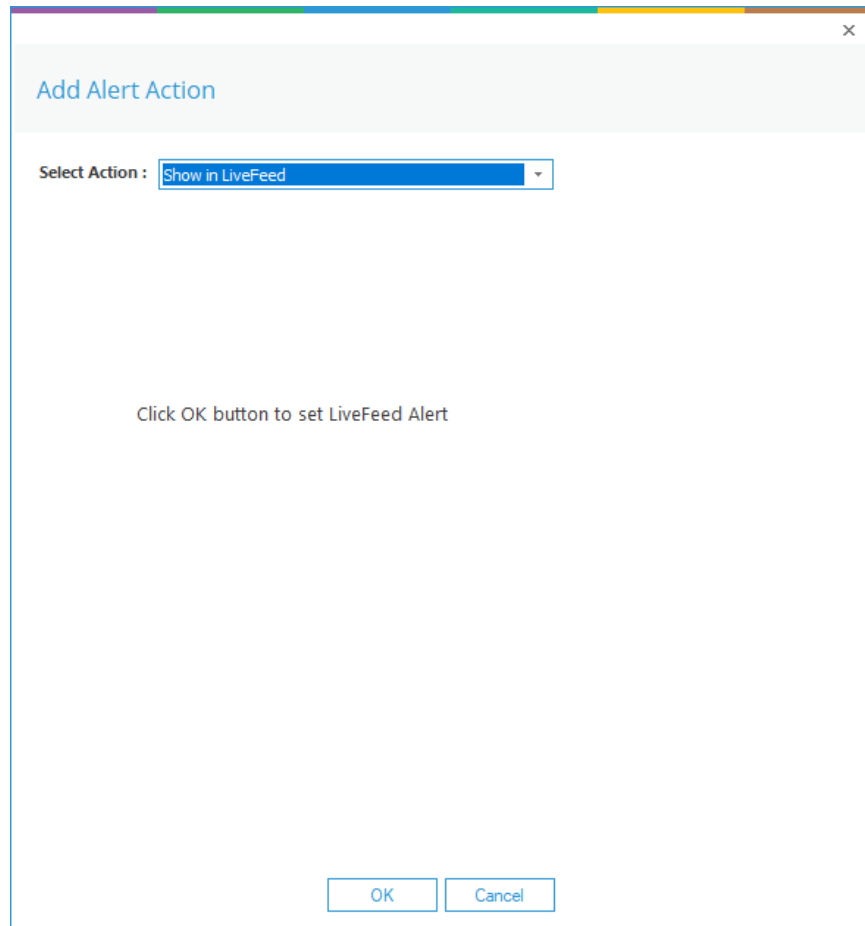 Add Alert Action
Select Action : Show in LiveFeed
Click OK button to set LiveFeed Alert
OK Cancel